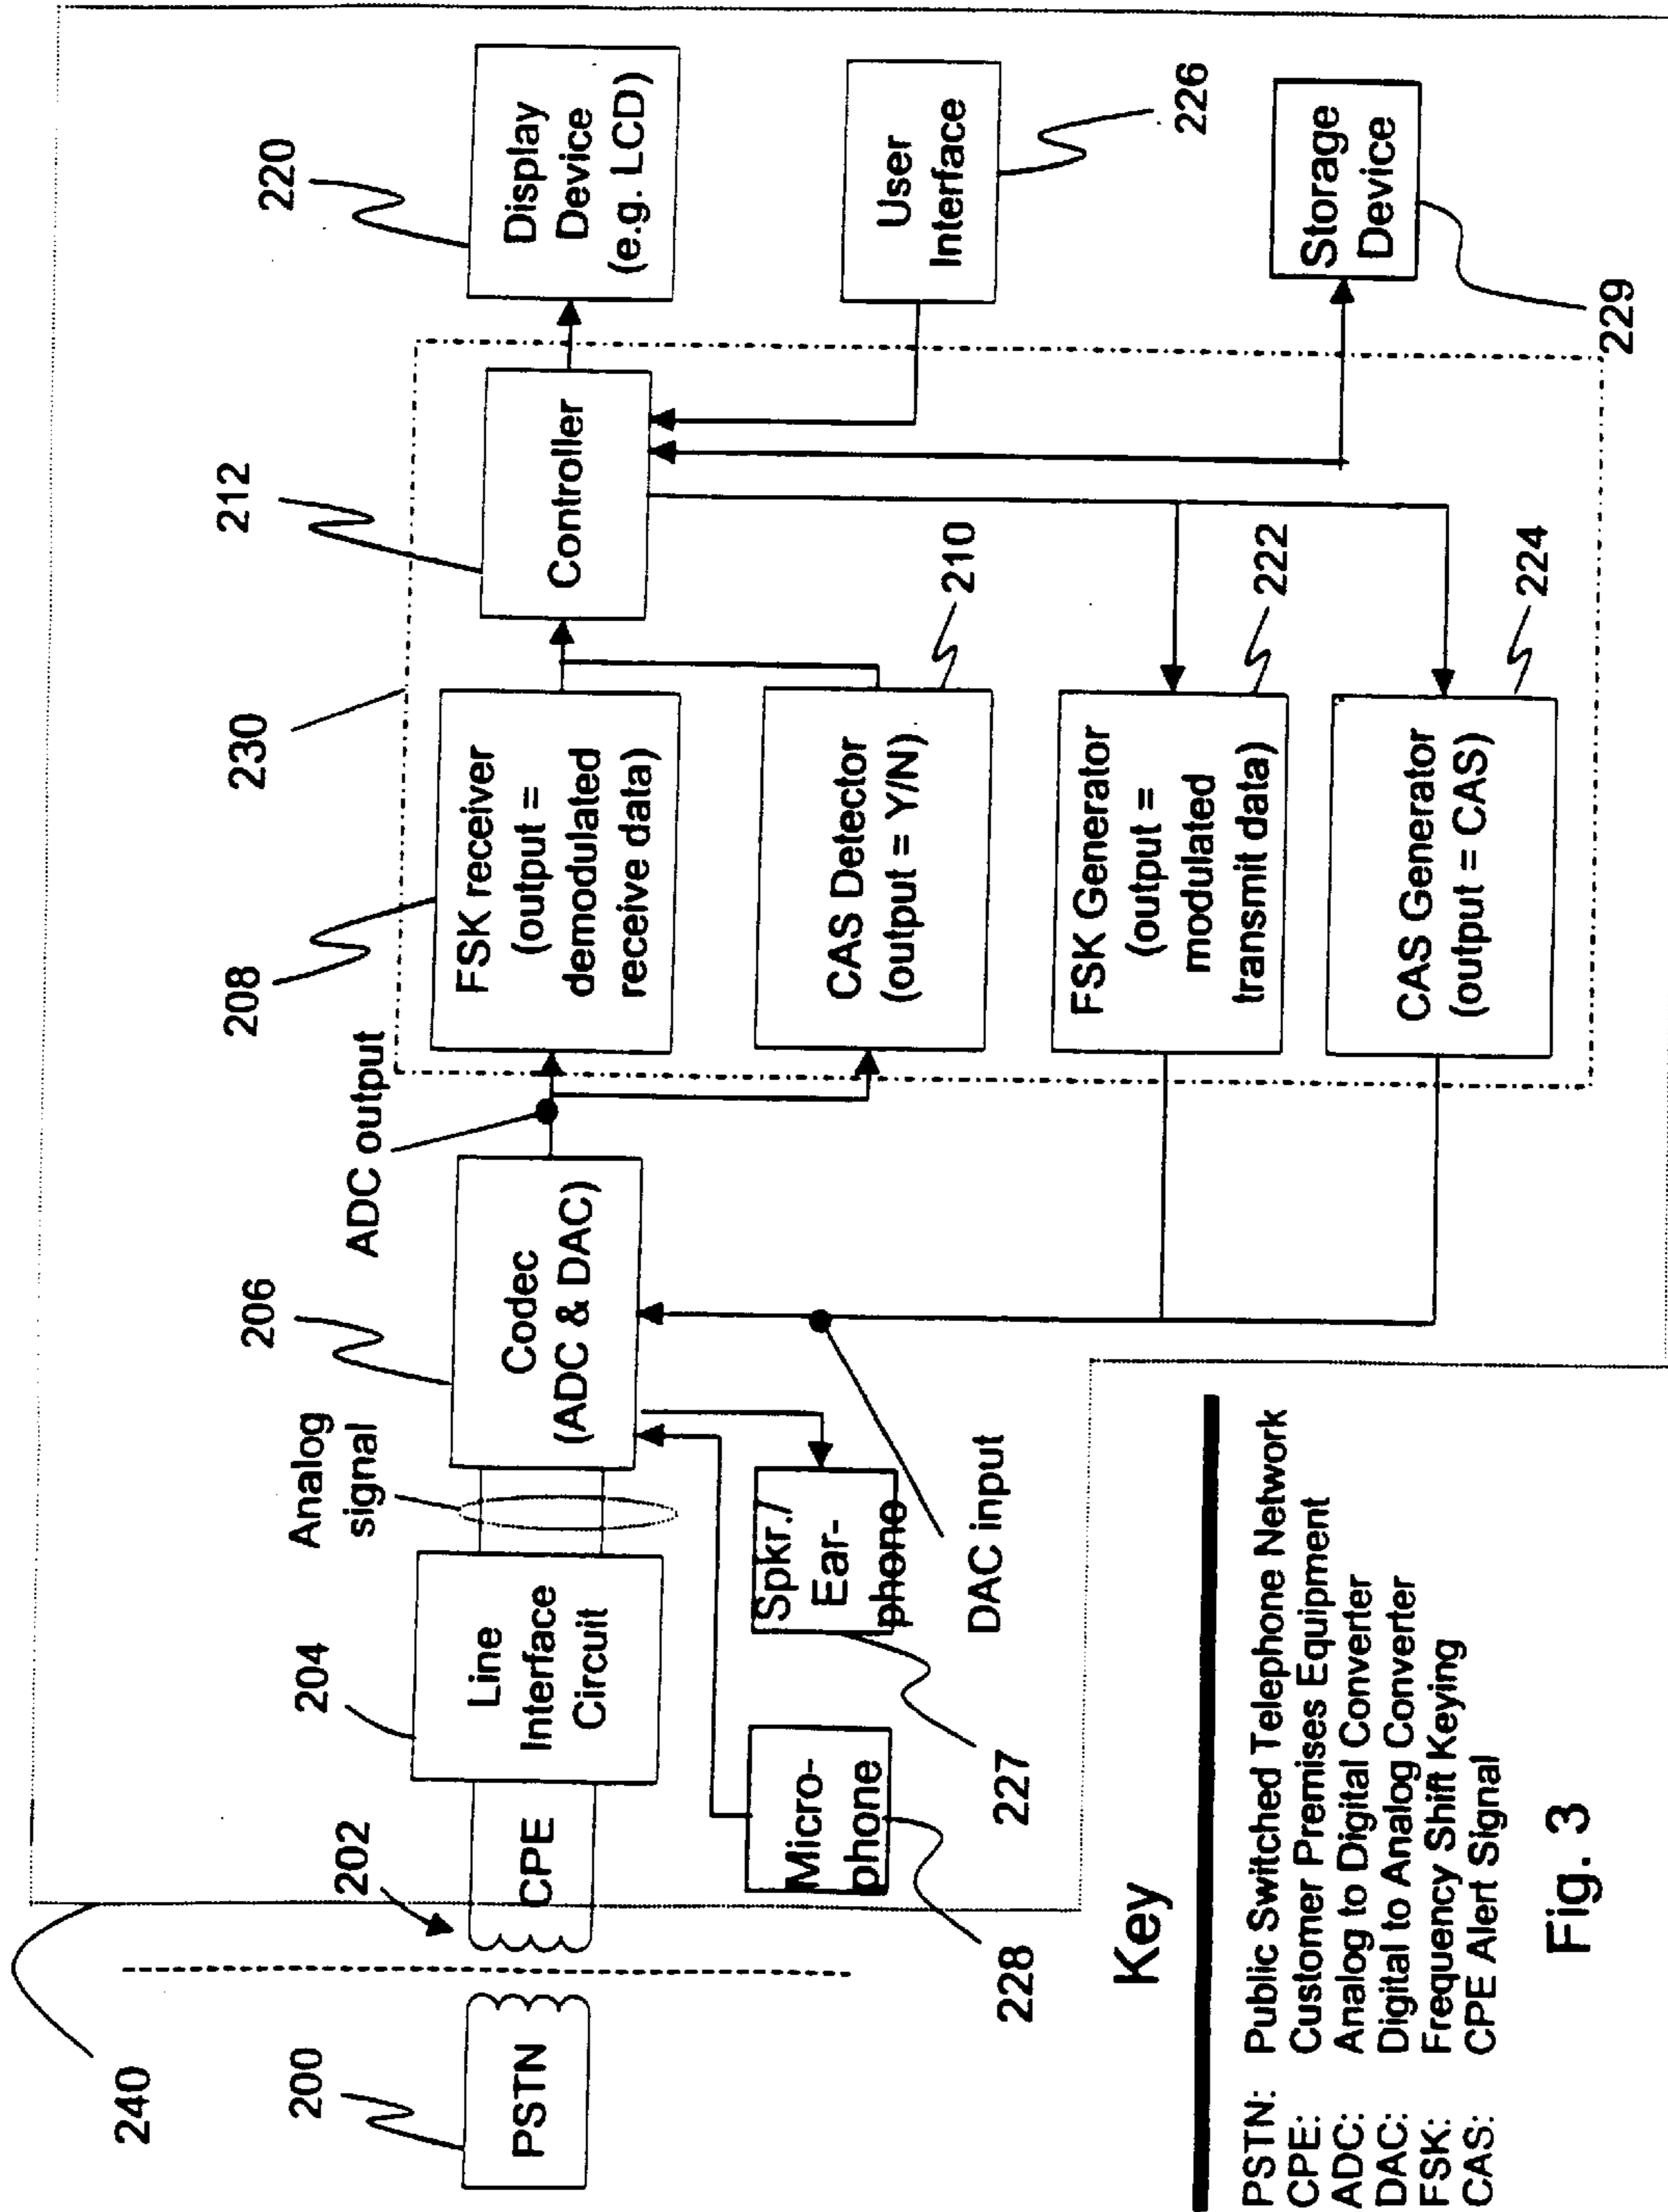 240
200
PSTN
202
CPE
204
Line
Interface
Circuit
Analog
signal
206
Codec
(ADC & DAC)
ADC output
208
FSK receiver
(output =
demodulated
receive data)
230
212
Controller
220
Display
Device
(e.g. LCD)
228
Micro-
phone
227
Spkr./
Ear-
phone
DAC input
CAS Detector
(output = Y/N)
210
User
Interface
226
FSK Generator
(output =
modulated
transmit data)
222
CAS Generator
(output = CAS)
224
Storage
Device
229
Key
PSTN: Public Switched Telephone Network
CPE: Customer Premises Equipment
ADC: Analog to Digital Converter
DAC: Digital to Analog Converter
FSK: Frequency Shift Keying
CAS: CPE Alert Signal
Fig. 3